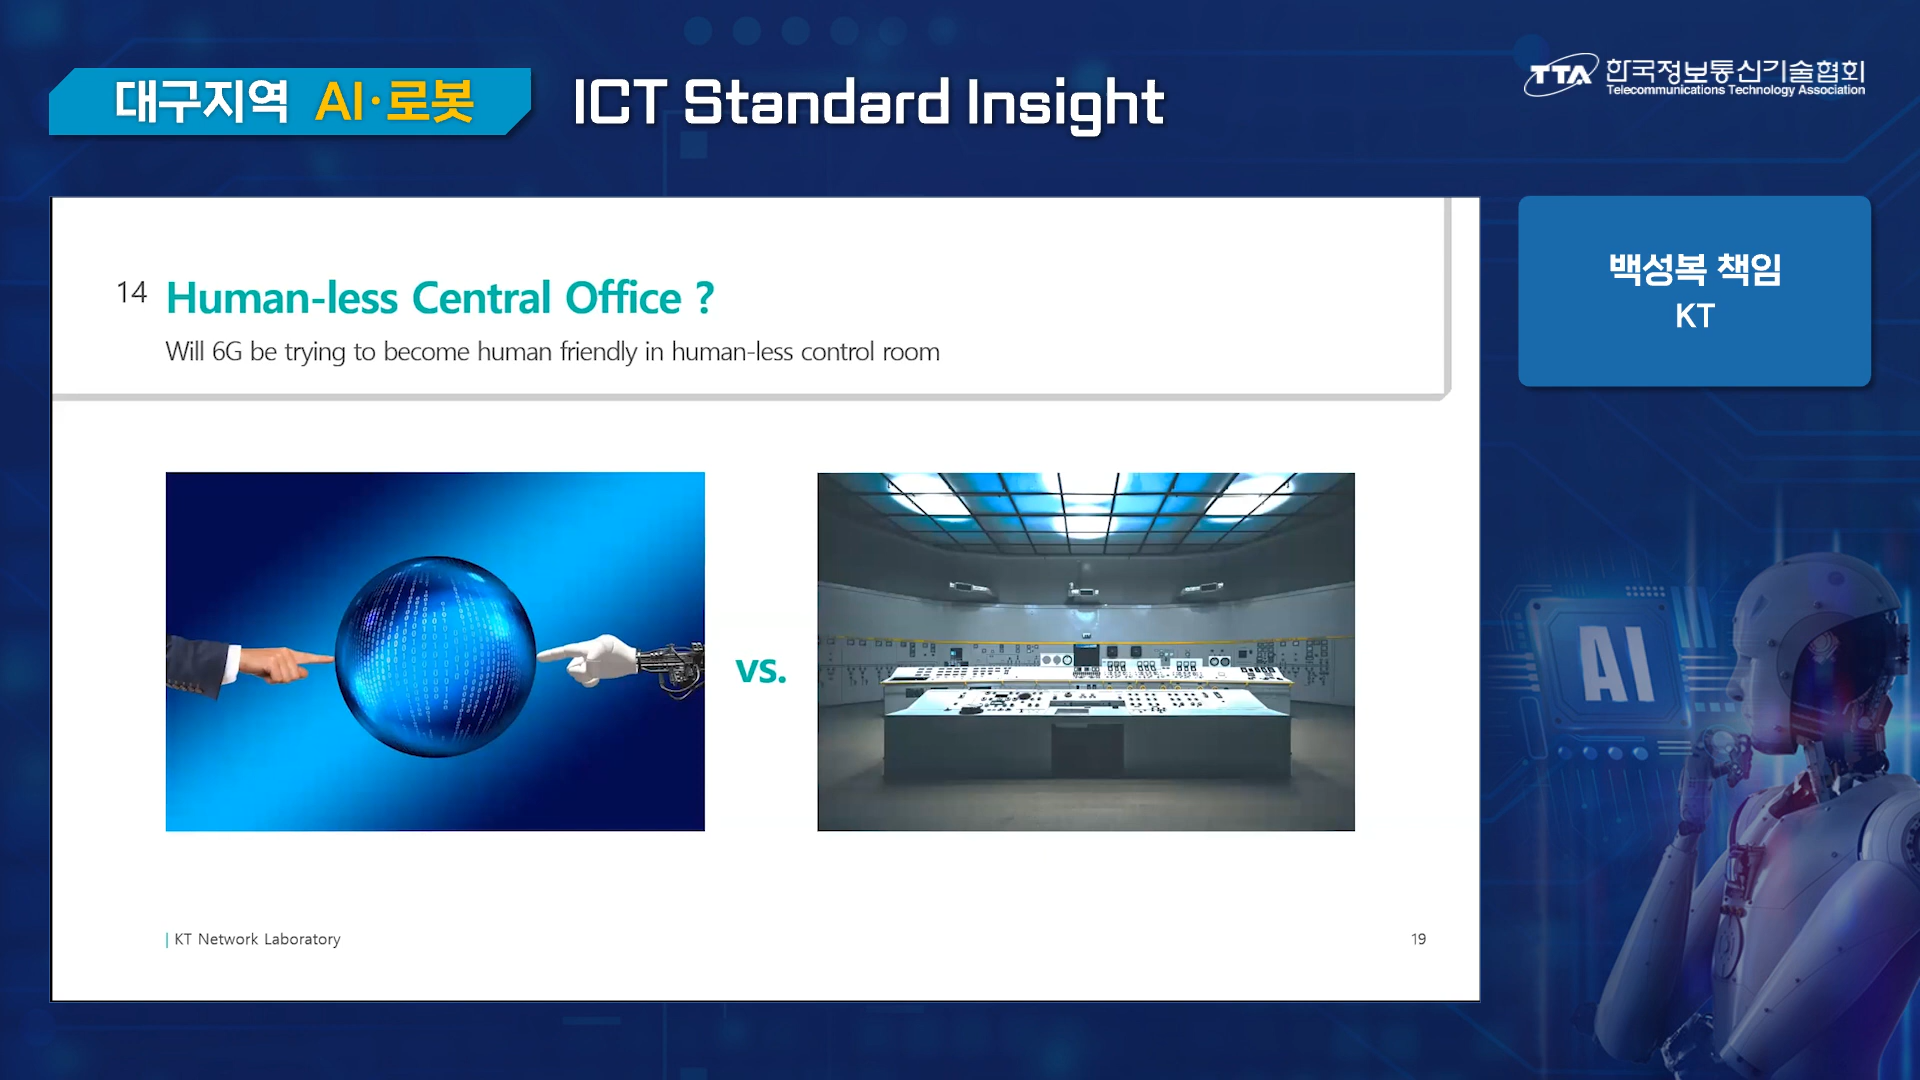 대구지역 AI·로봇
ICT Standard Insight
TTA 한국정보통신기술협회
Telecommunications Technology Association
14 Human-less Central Office ?
Will 6G be trying to become human friendly in human-less control room
vs.
| KT Network Laboratory
19
백성복 책임
KT
AI